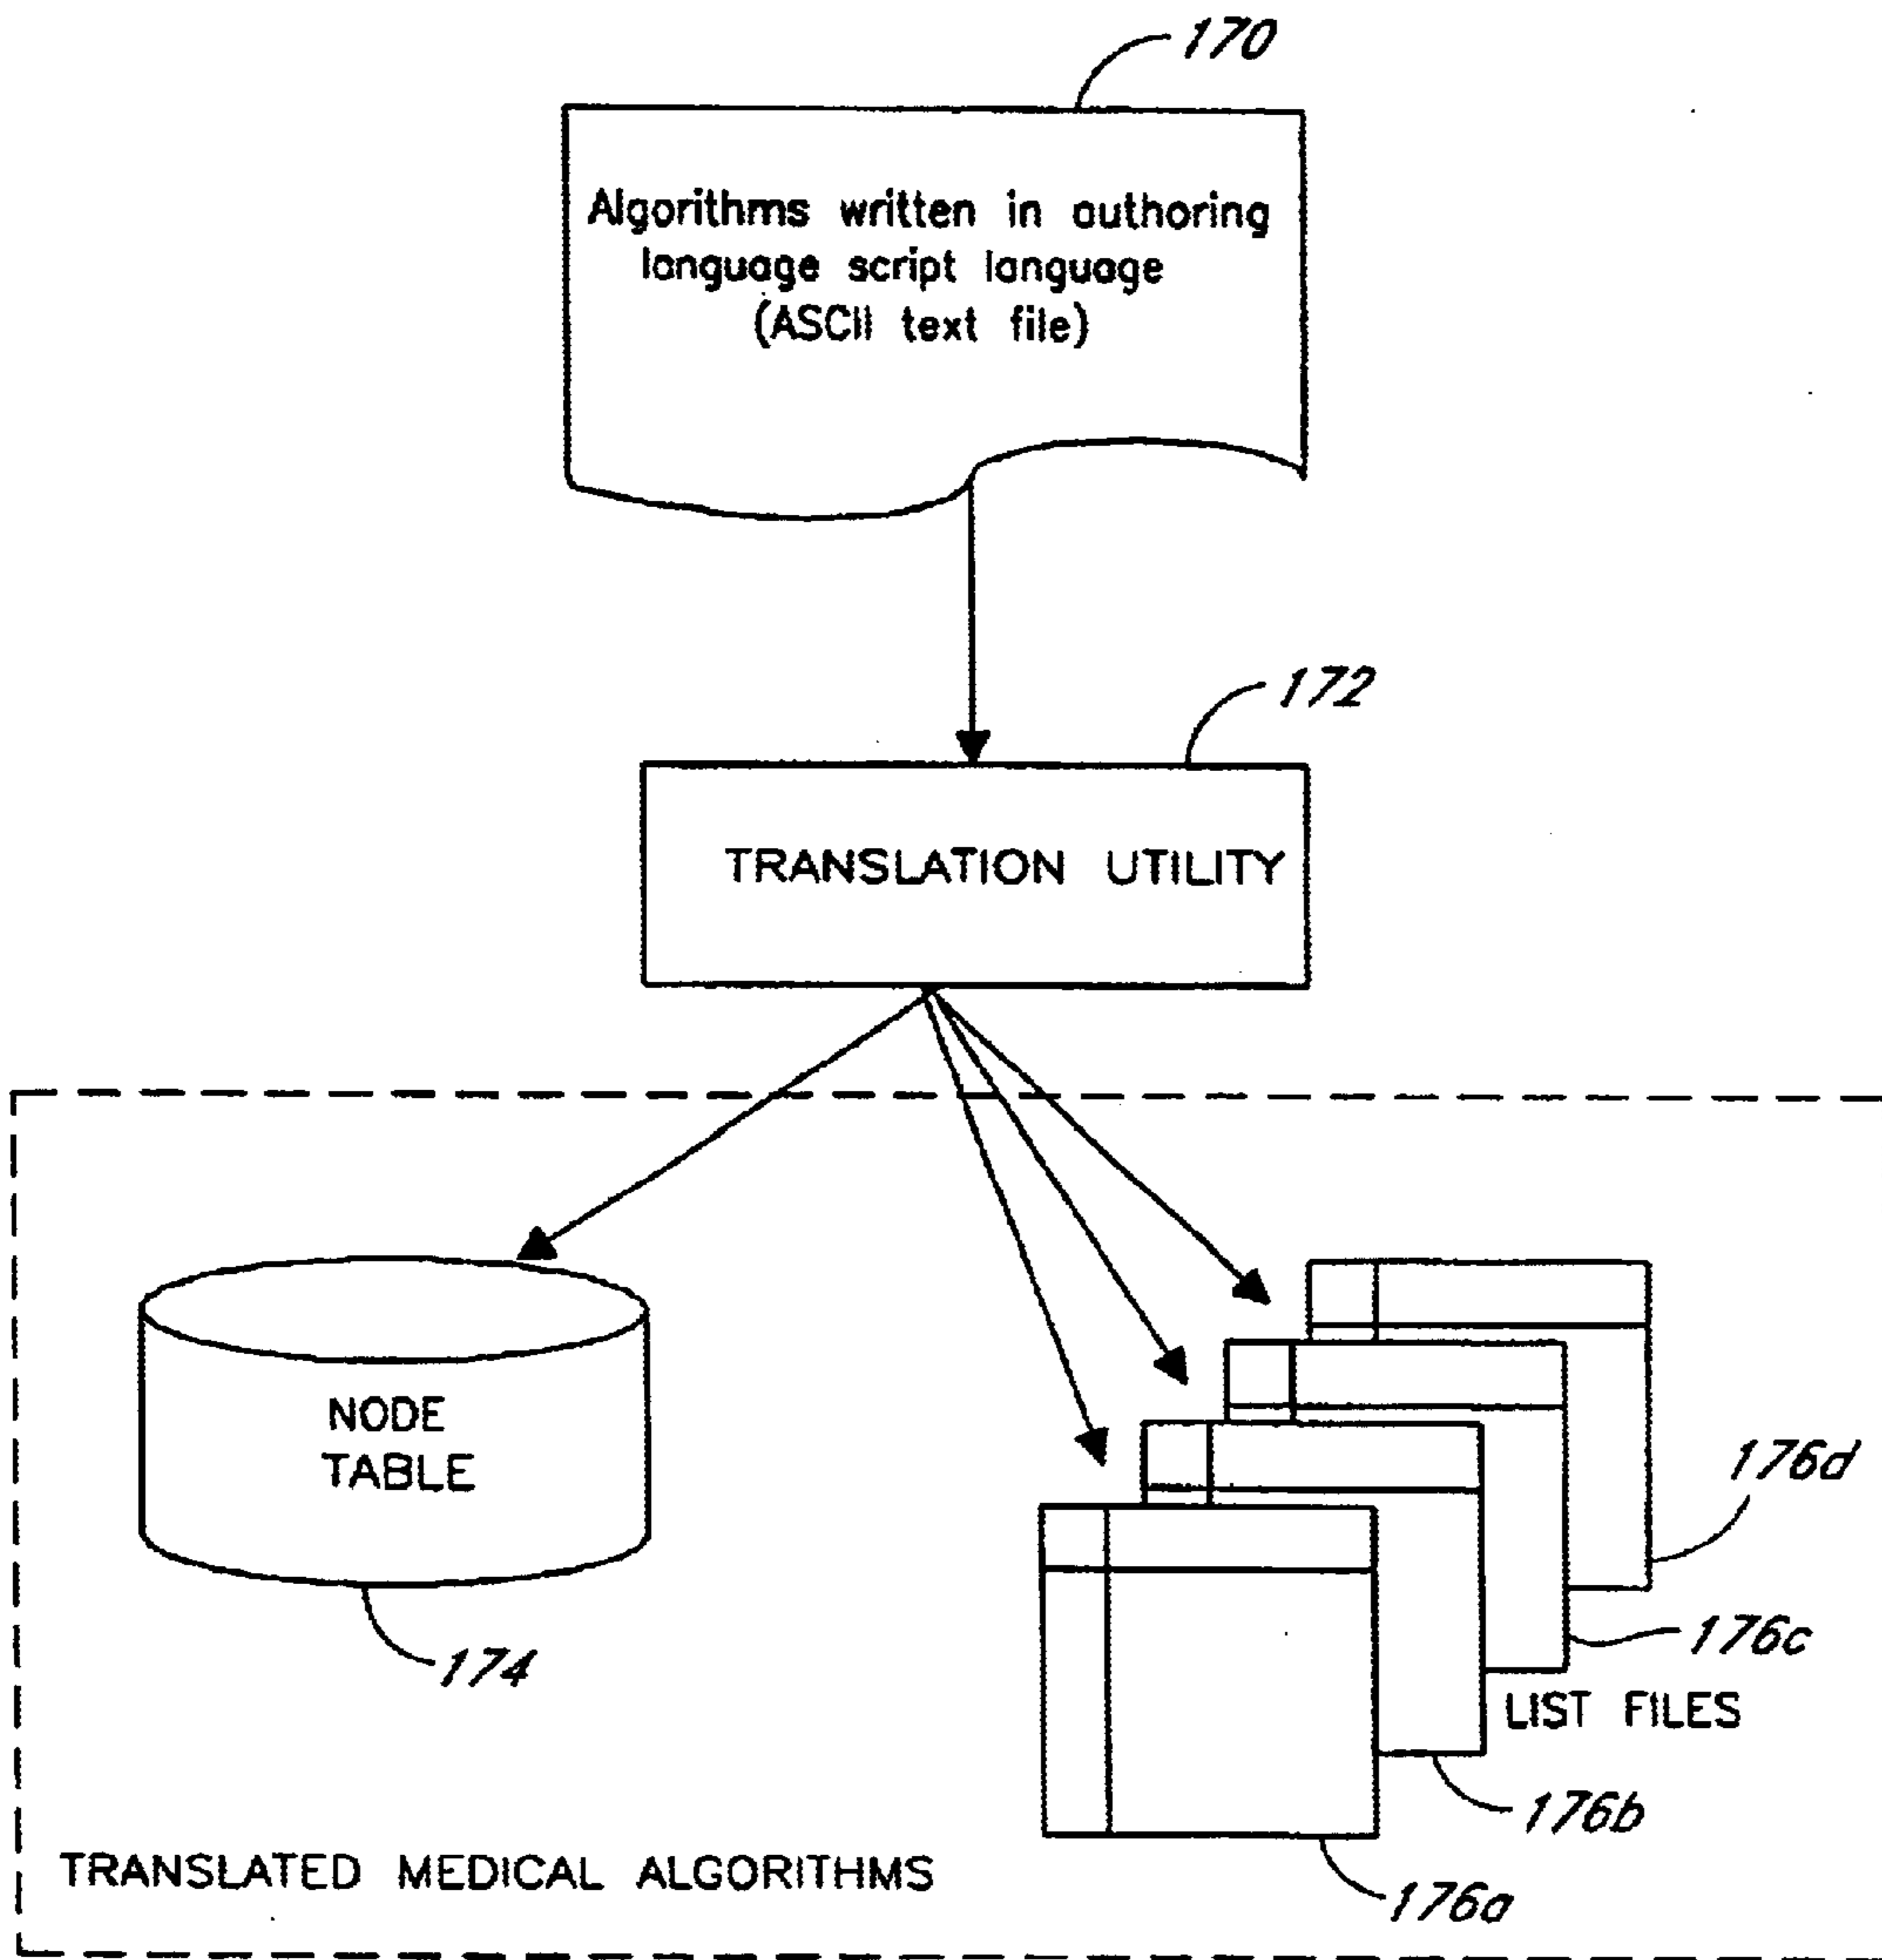 170
Algorithms written in authoring
language script language
(ASCII text file)
172
TRANSLATION UTILITY
NODE
TABLE
174
176d
176c
LIST FILES
176b
176a
TRANSLATED MEDICAL ALGORITHMS